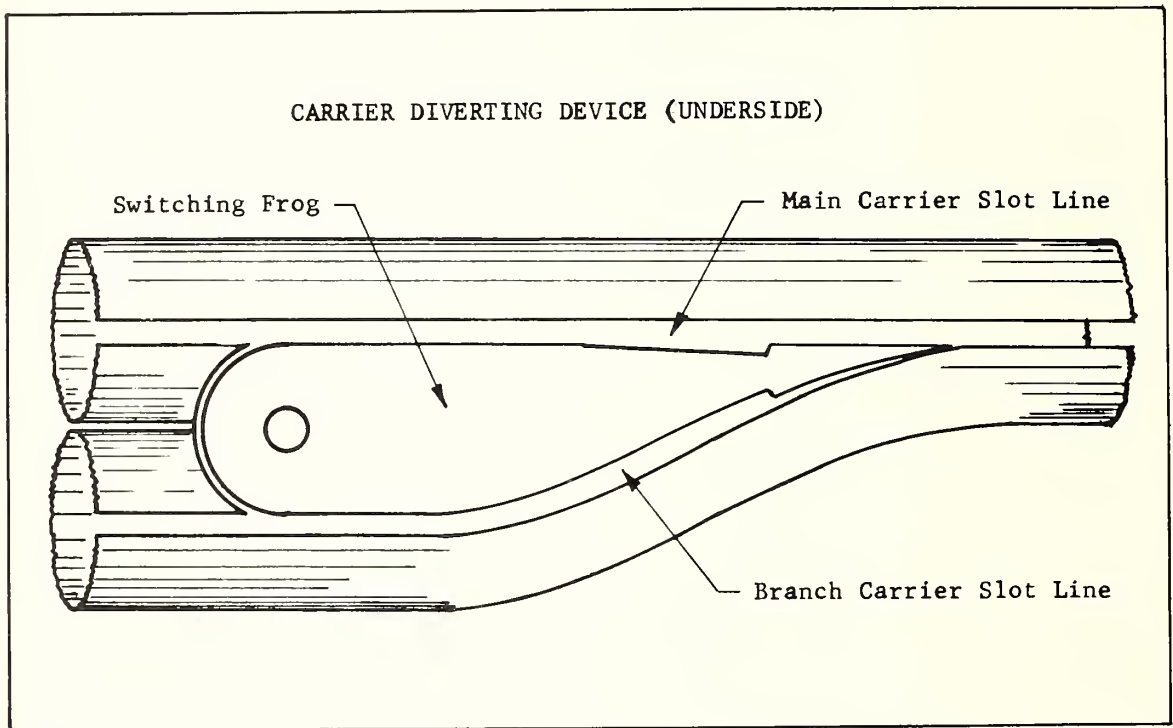 CARRIER DIVERTING DEVICE (UNDERSIDE)
Switching Frog
Main Carrier Slot Line
Branch Carrier Slot Line